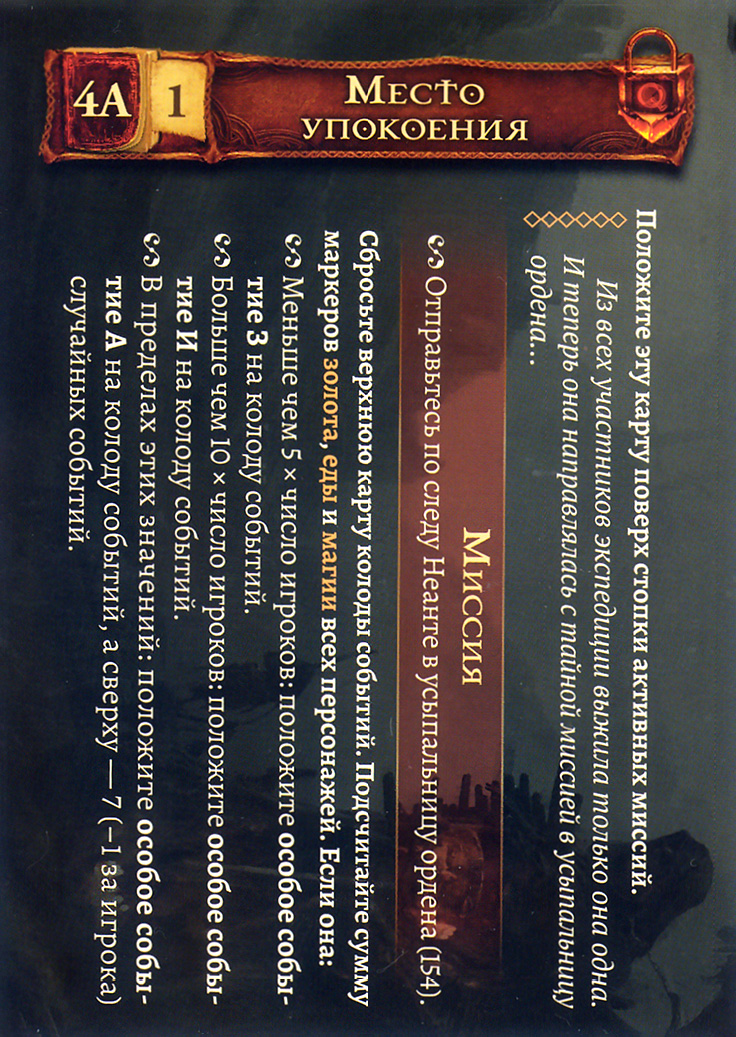 4A
1
Место
упокоения
Q
Положите эту карту поверх стопки активных миссий.
Из всех участников экспедиции выжила только она одна.
И теперь она направлялась с тайной миссией в усыпальницу
ордена...
Миссия
Отправьтесь по следу Неанте в усыпальницу ордена (154).
Сбросьте верхнюю карту колоды событий. Подсчитайте сумму
маркеров золота, еды и магии всех персонажей. Если она:
Меньше чем 5 × число игроков: положите особое собы-
тие З на колоду событий.
Больше чем 10 × число игроков: положите особое собы-
тие И на колоду событий.
В пределах этих значений: положите особое собы-
тие А на колоду событий, а сверху — 7 (−1 за игрока)
случайных событий.